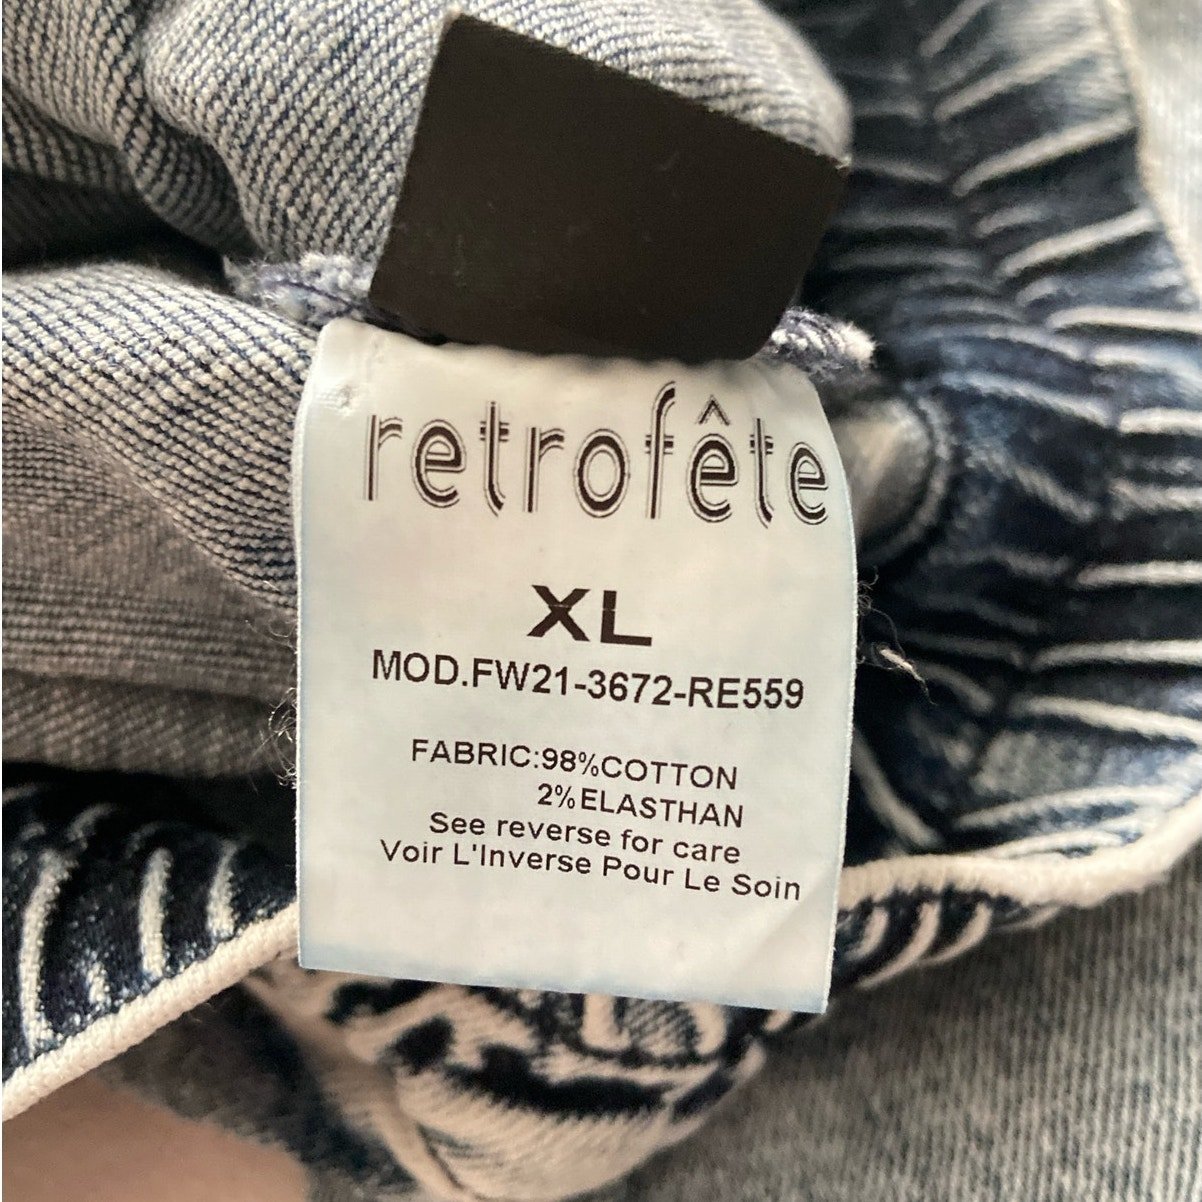 retrofête
XL
MOD.FW21-3672-RE559
FABRIC:98%COTTON
2%ELASTHAN
See reverse for care
Voir L'Inverse Pour Le Soin